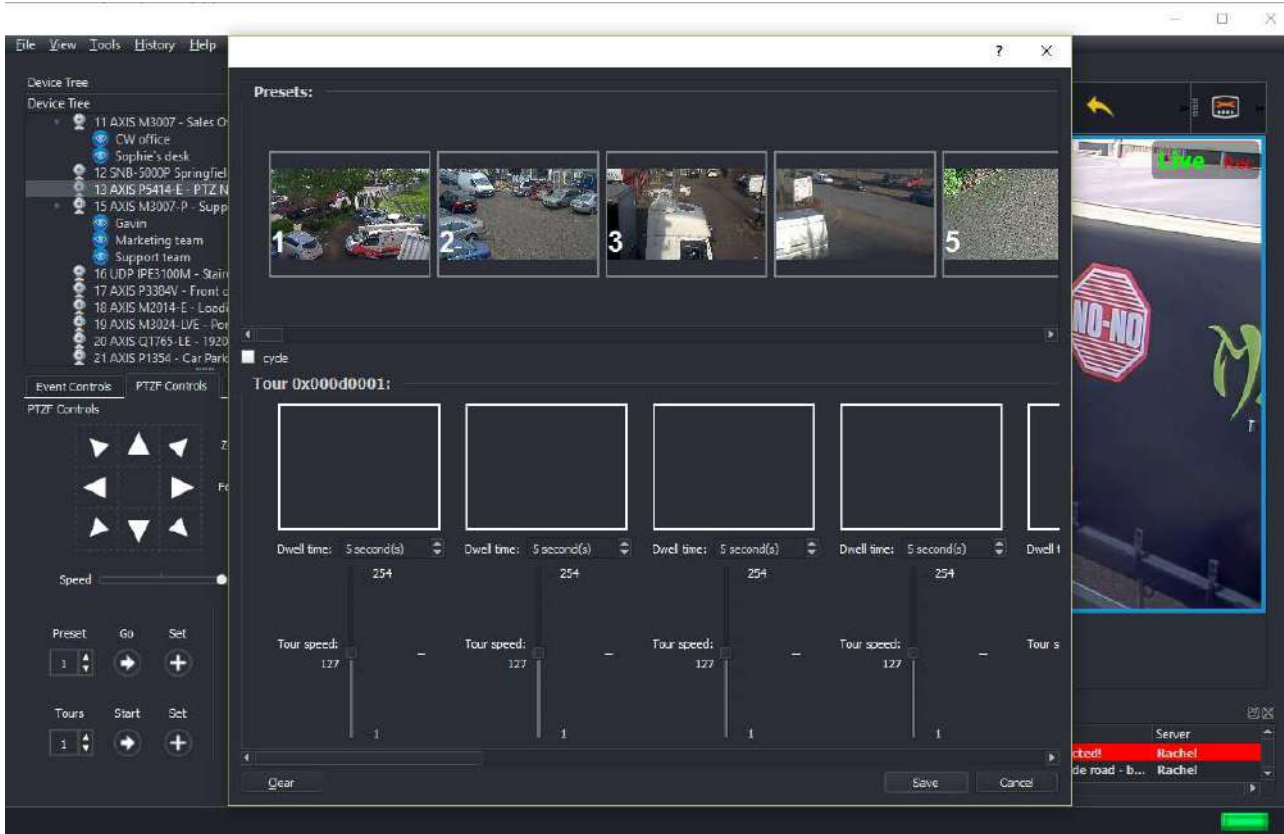 File View Tools History Help
? X
Device Tree
Device Tree
11 AXIS M3007 - Sales O
CW office
Sophie's desk
12 SNB-5000P Springfiel
13 AXIS P5414-E - PTZ N
15 AXIS M3007-P - Supp
Gavin
Marketing team
Support team
16 UDP IPE3100M - Stair
17 AXIS P3384V - Front c
18 AXIS M2014-E - Loadi
19 AXIS M3024-LVE - Por
20 AXIS Q1765-LE - 1920
21 AXIS P1354 - Car Park
Event Controls PTZF Controls
PTZF Controls
Z
Fo
Speed
Preset Go Set
1
Tours Start Set
1
Presets:
1 2 3 5
cycle
Tour 0x000d0001:
Dwell time: 5 second(s) Dwell time: 5 second(s) Dwell time: 5 second(s) Dwell time: 5 second(s) Dwell t
254 254 254 254
Tour speed: Tour speed: Tour speed: Tour speed: Tour s
127 127 127 127
1 1 1 1
Clear Save Cancel
Live
NO-NO
Server
cted! Rachel
de road - b... Rachel